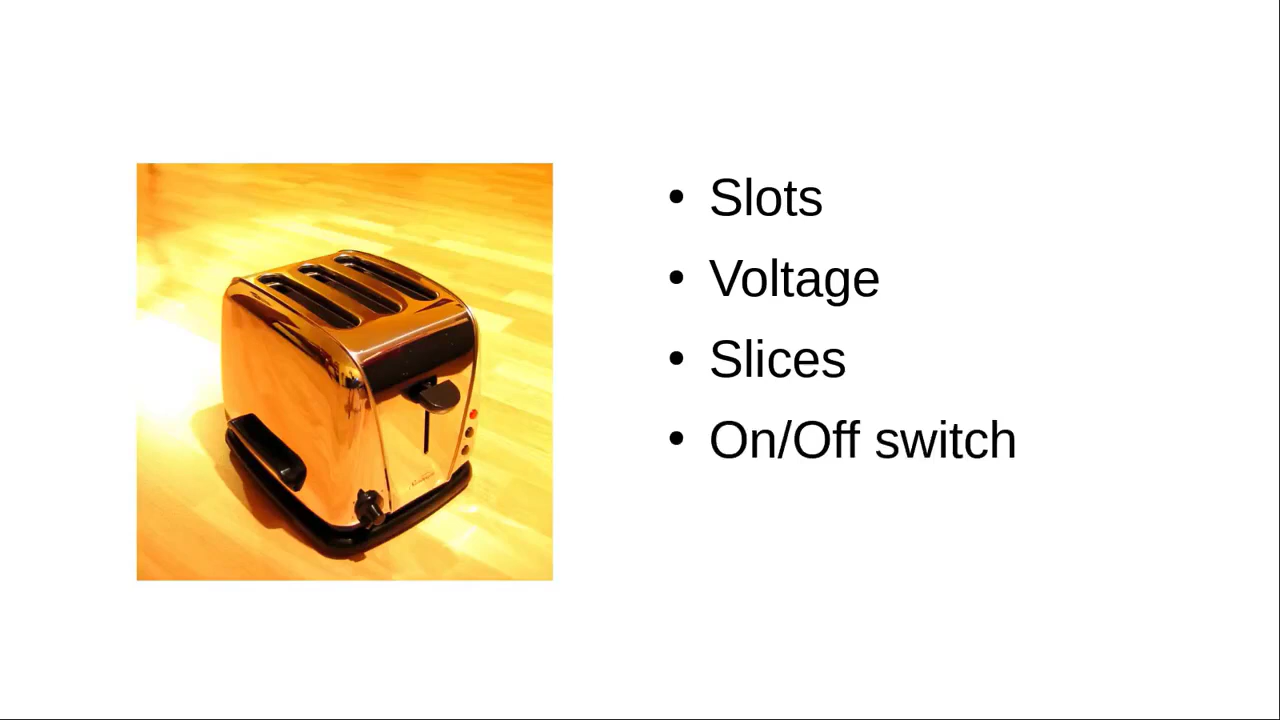 • Slots
• Voltage
• Slices
• On/Off switch